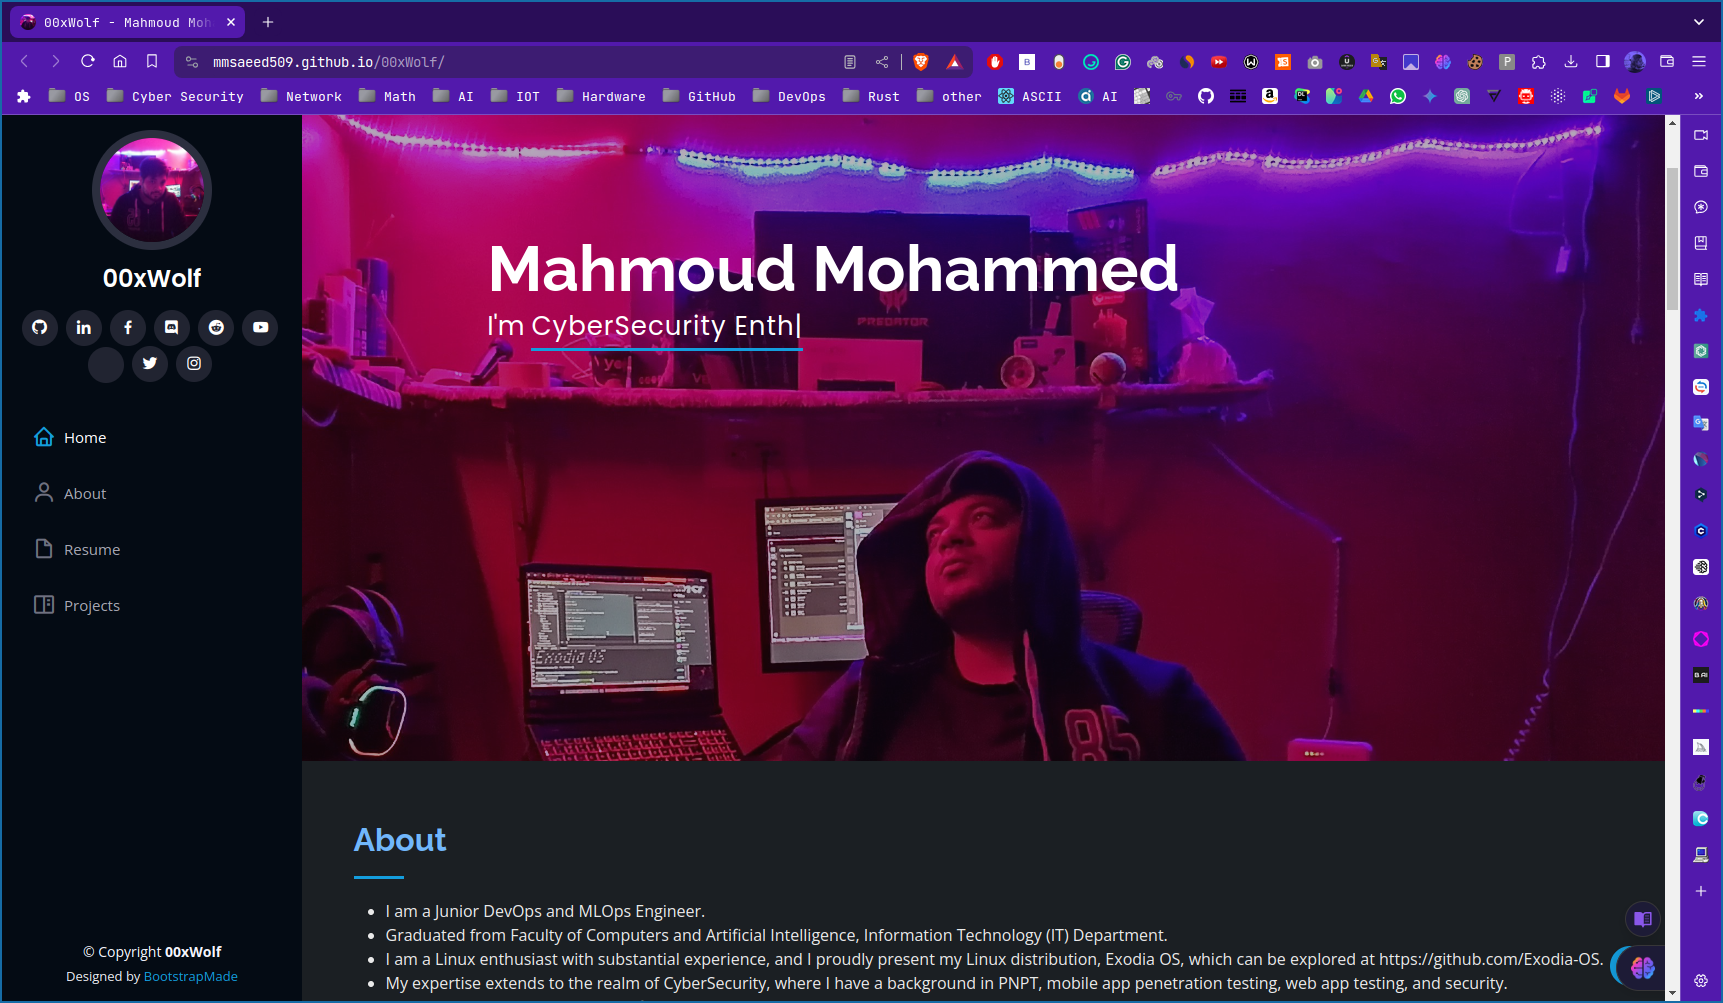 00xWolf - Mahmoud Moh
mmsaeed509.github.io/00xWolf/
OS
Cyber Security
Network
Math
AI
IOT
Hardware
GitHub
DevOps
Rust
other
ASCII
AI
00xWolf
Home
About
Resume
Projects
© Copyright 00xWolf
Designed by BootstrapMade
Mahmoud Mohammed
I'm CyberSecurity Enth|
PREDATOR
Exodia OS
85
About
I am a Junior DevOps and MLOps Engineer.
Graduated from Faculty of Computers and Artificial Intelligence, Information Technology (IT) Department.
I am a Linux enthusiast with substantial experience, and I proudly present my Linux distribution, Exodia OS, which can be explored at https://github.com/Exodia-OS.
My expertise extends to the realm of CyberSecurity, where I have a background in PNPT, mobile app penetration testing, web app testing, and security.
B.AI